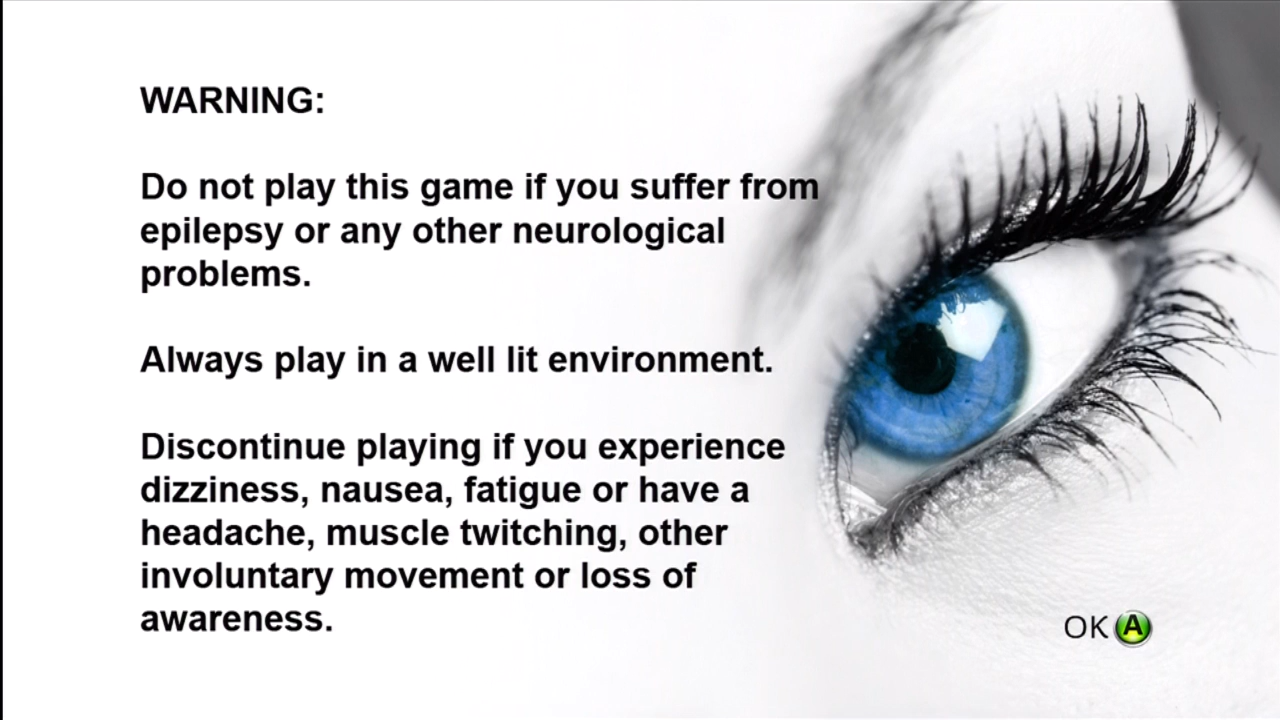 WARNING:
Do not play this game if you suffer from
epilepsy or any other neurological
problems.
Always play in a well lit environment.
Discontinue playing if you experience
dizziness, nausea, fatigue or have a
headache, muscle twitching, other
involuntary movement or loss of
awareness.
OK A